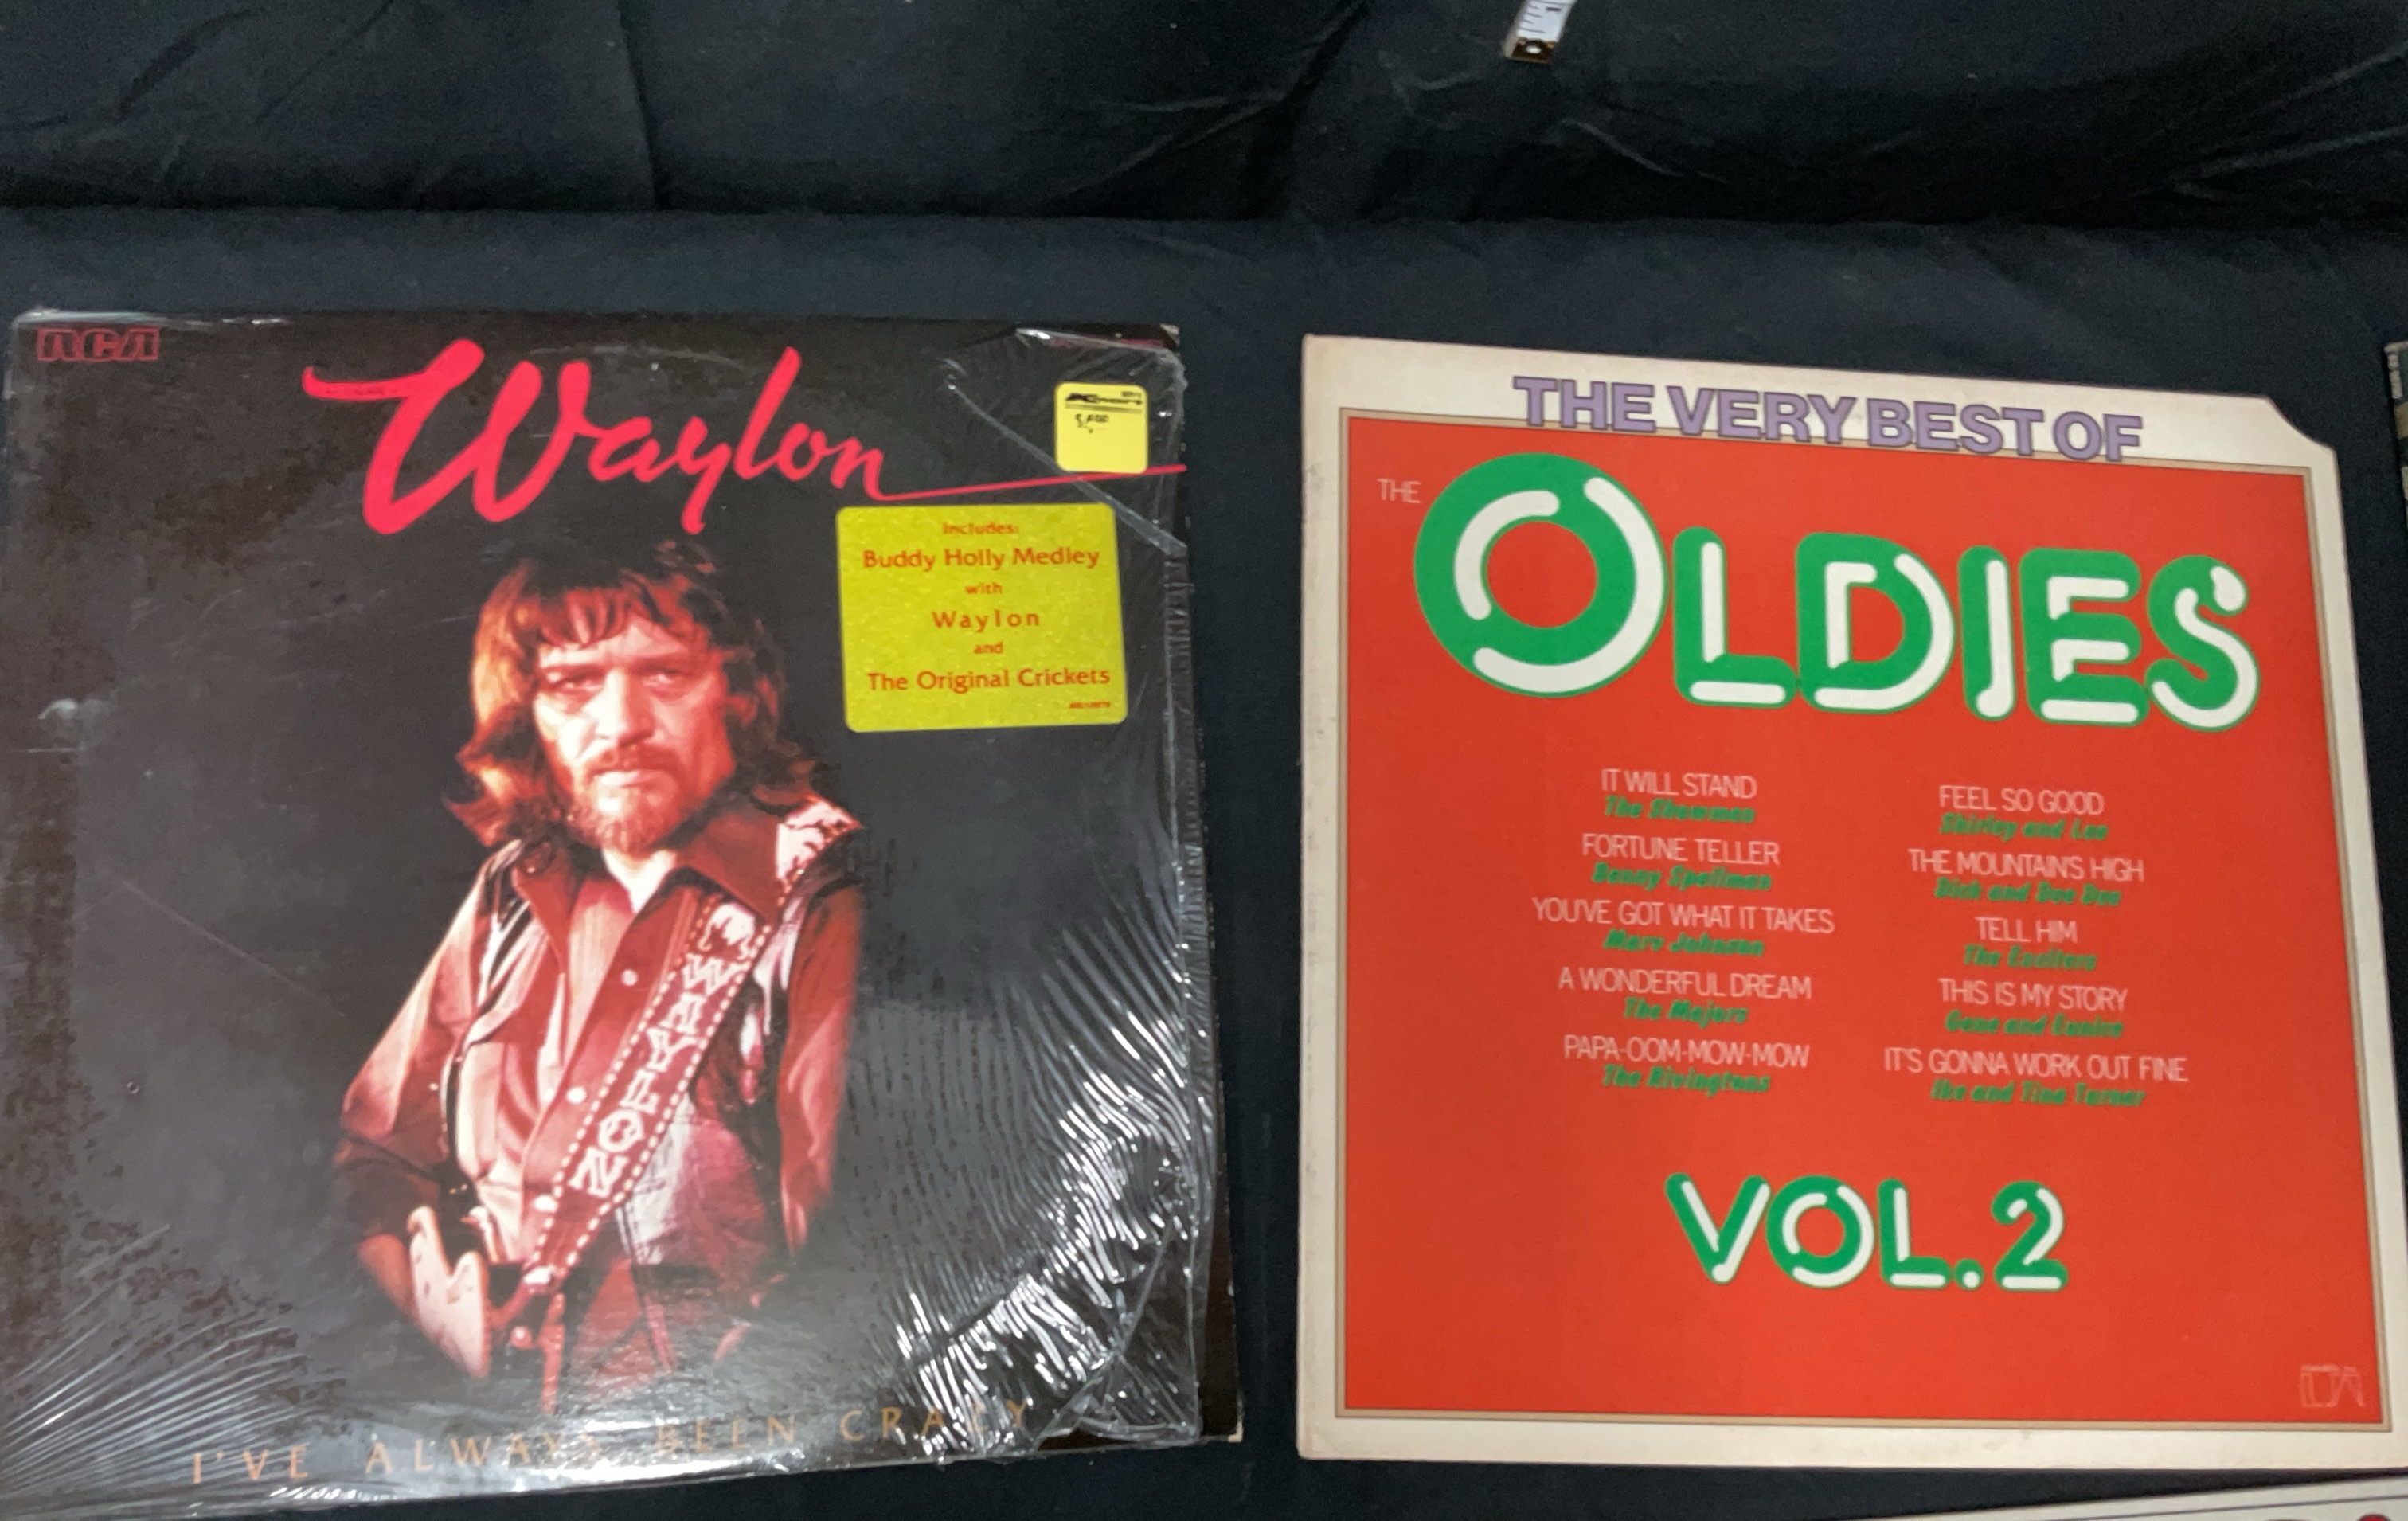 RCA
Waylon
Includes:
Buddy Holly Medley
with
Waylon
and
The Original Crickets
WAYLON
I'VE ALWAYS BEEN CRAZY
THE VERY BEST OF
THE
OLDIES
IT WILL STAND
The Showmen
FORTUNE TELLER
Benny Spellman
YOU'VE GOT WHAT IT TAKES
Marv Johnson
A WONDERFUL DREAM
The Majors
PAPA-OOM-MOW-MOW
The Rivingtons
FEEL SO GOOD
Shirley and Lee
THE MOUNTAIN'S HIGH
Dick and Dee Dee
TELL HIM
The Exciters
THIS IS MY STORY
Gene and Eunice
IT'S GONNA WORK OUT FINE
Ike and Tina Turner
VOL.2
UA